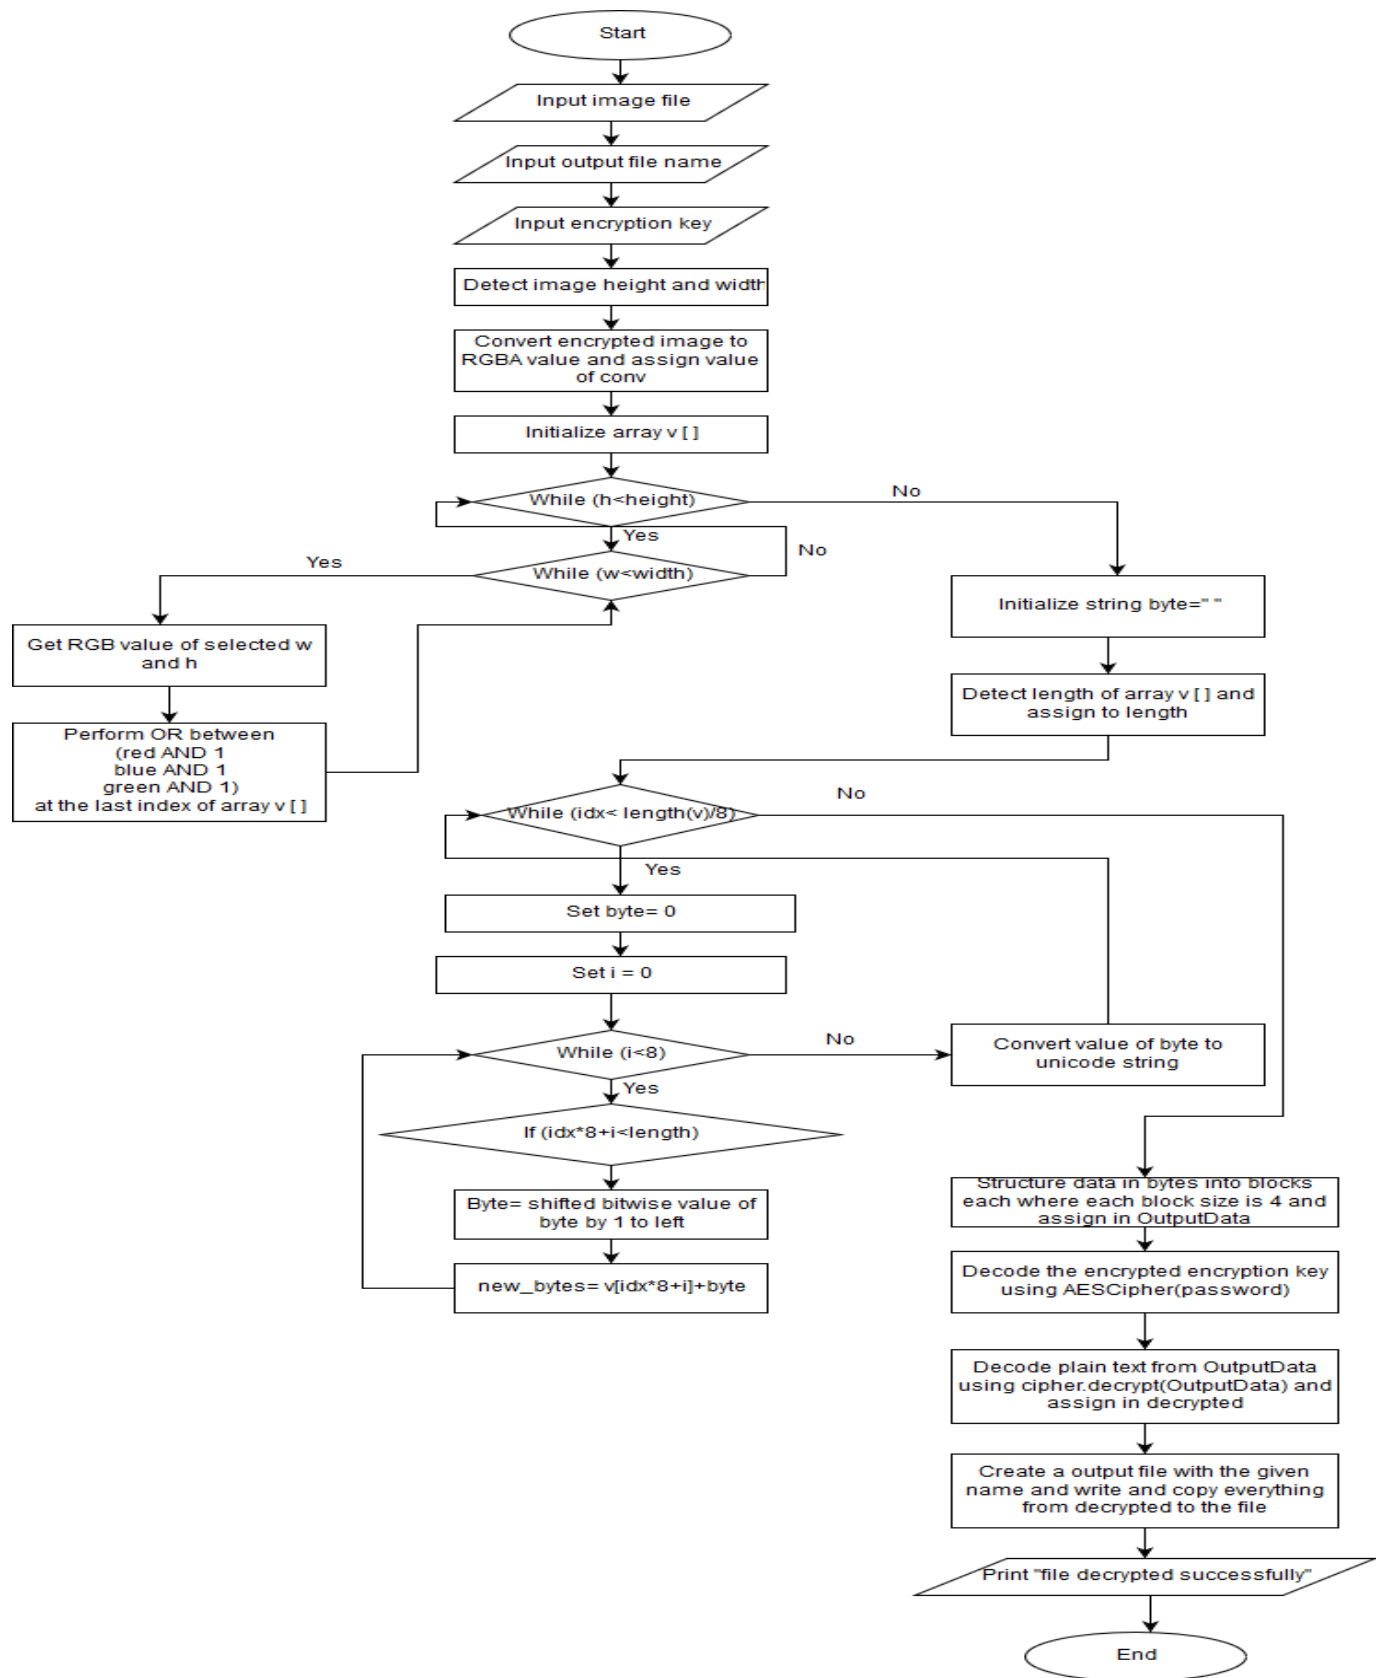 Start
Input image file
Input output file name
Input encryption key
Detect image height and width
Convert encrypted image to
RGBA value and assign value
of conv
Initialize array v [ ]
While (h<height)
No
Yes
While (w<width)
No
Yes
Get RGB value of selected w
and h
Perform OR between
(red AND 1
blue AND 1
green AND 1)
at the last index of array v [ ]
Initialize string byte=" "
Detect length of array v [ ] and
assign to length
While (idx< length(v)/8)
No
Yes
Set byte= 0
Set i = 0
While (i<8)
No
Yes
Convert value of byte to
unicode string
If (idx*8+i<length)
Byte= shifted bitwise value of
byte by 1 to left
new_bytes= v[idx*8+i]+byte
Structure data in bytes into blocks
each where each block size is 4 and
assign in OutputData
Decode the encrypted encryption key
using AESCipher(password)
Decode plain text from OutputData
using cipher.decrypt(OutputData) and
assign in decrypted
Create a output file with the given
name and write and copy everything
from decrypted to the file
Print "file decrypted successfully"
End